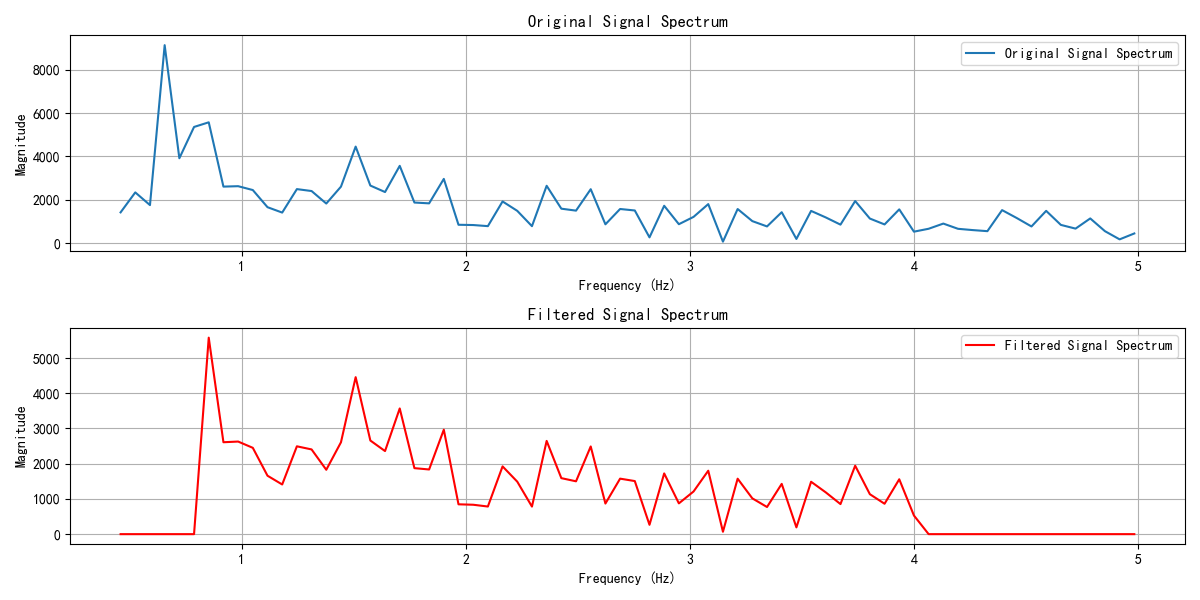 Original Signal Spectrum
Original Signal Spectrum
8000
6000
4000
2000
0
Magnitude
1 2 3 4 5
Frequency (Hz)
Filtered Signal Spectrum
Filtered Signal Spectrum
5000
4000
3000
2000
1000
0
Magnitude
1 2 3 4 5
Frequency (Hz)